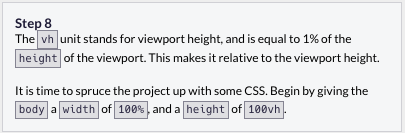 Step 8
The vh unit stands for viewport height, and is equal to 1% of the
height of the viewport. This makes it relative to the viewport height.
It is time to spruce the project up with some CSS. Begin by giving the
body a width of 100%, and a height of 100vh.